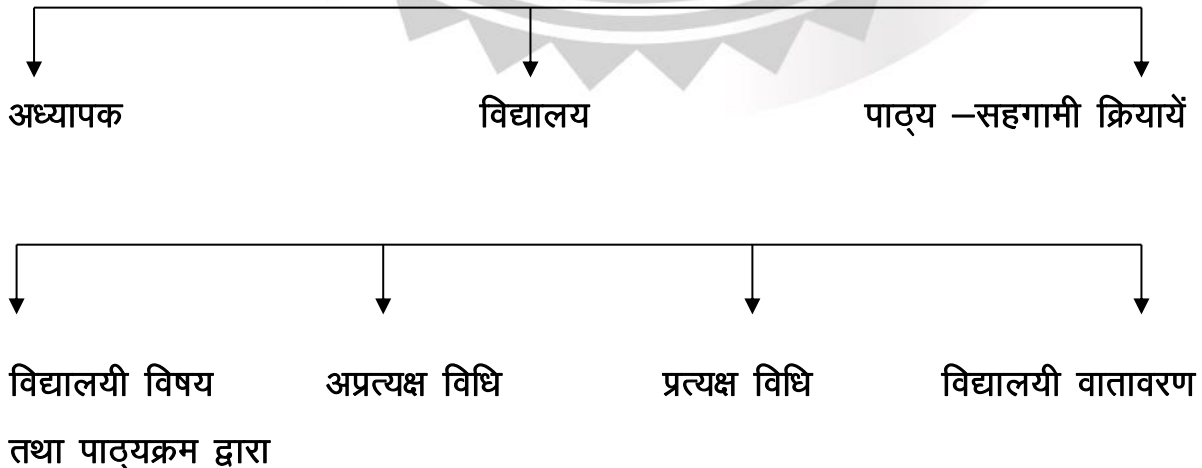 अध्यापक विद्यालय पाठ्य –सहगामी क्रियायें
विद्यालयी विषय अप्रत्यक्ष विधि प्रत्यक्ष विधि विद्यालयी वातावरण
तथा पाठ्यक्रम द्वारा